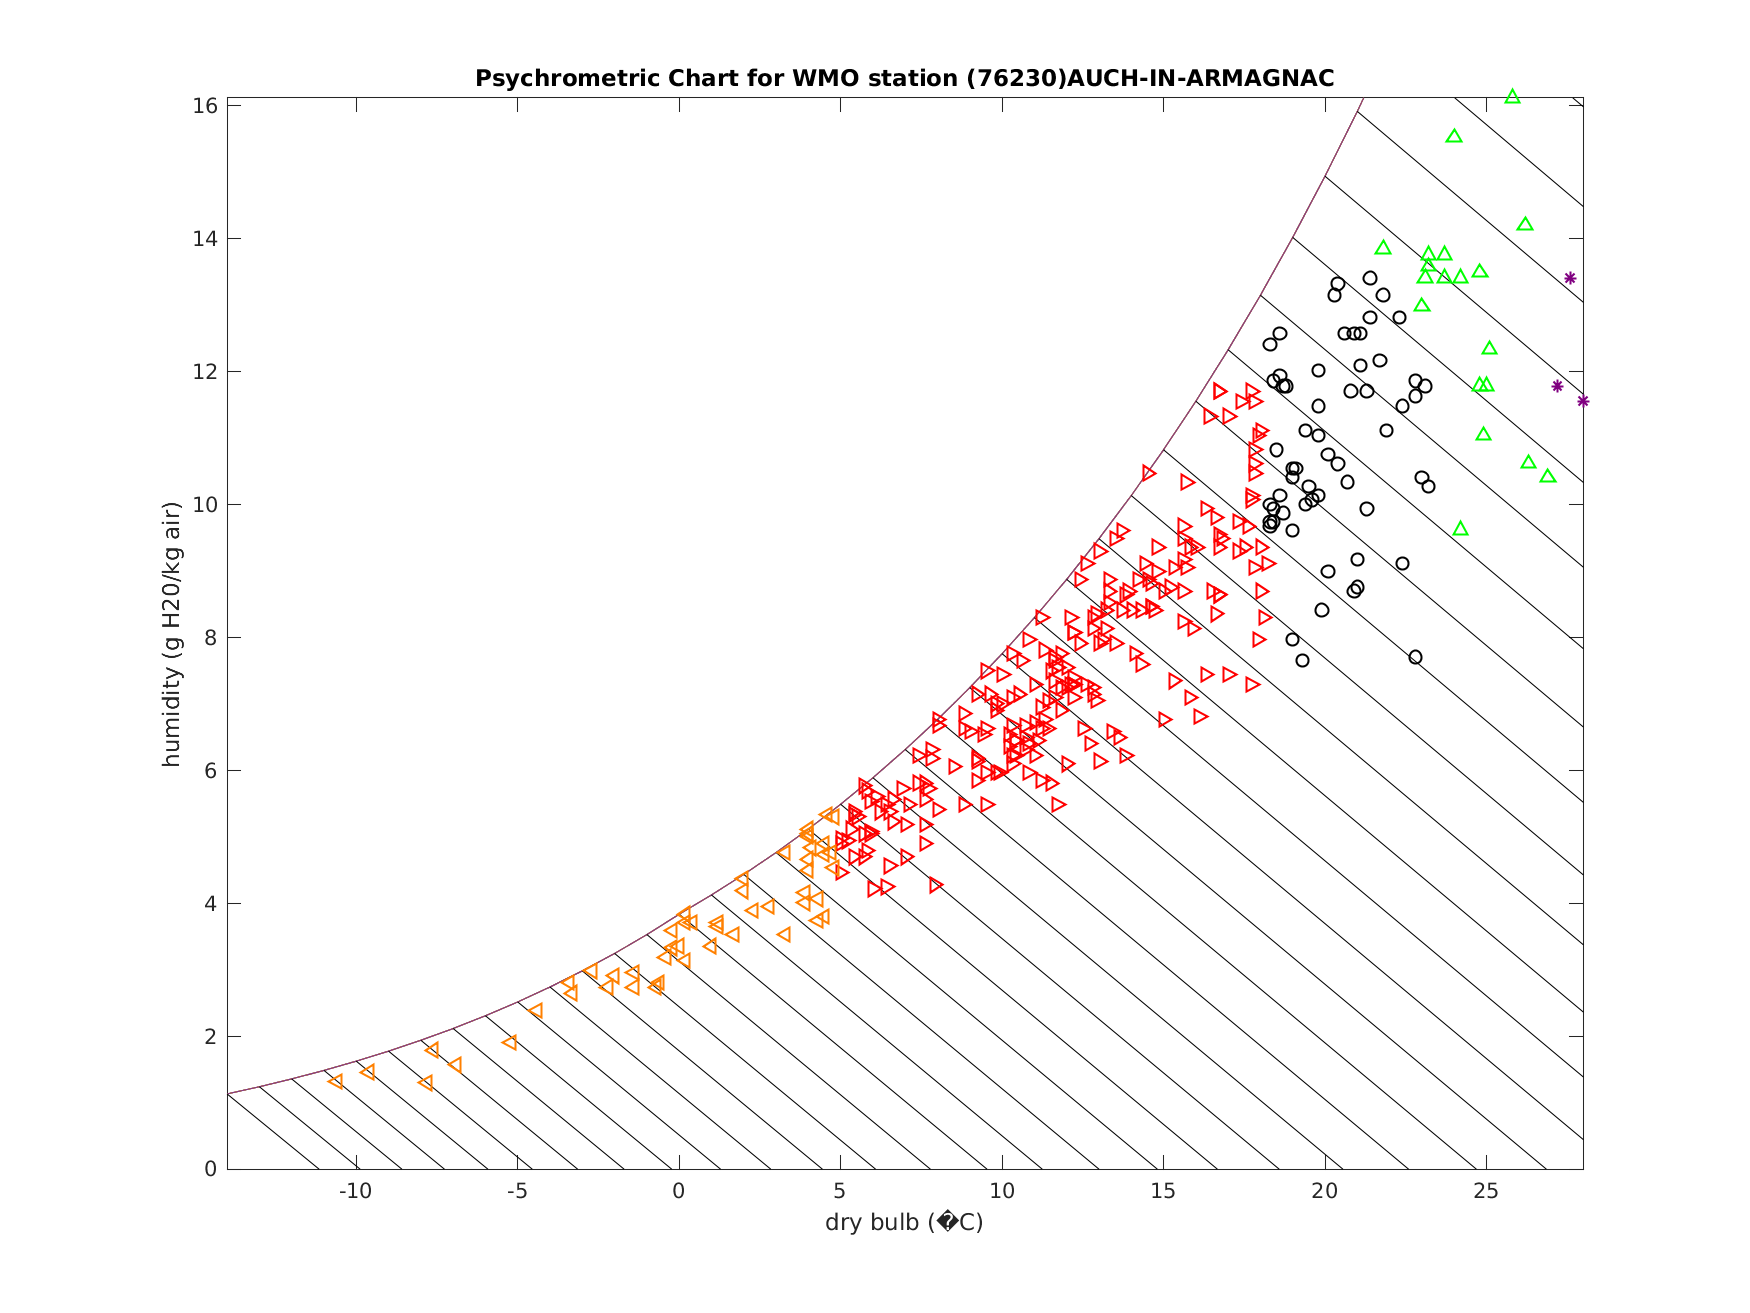 Psychrometric Chart for WMO station (76230)AUCH-IN-ARMAGNAC
16
14
12
10
8
6
4
2
0
humidity (g H20/kg air)
-10 -5 0 5 10 15 20 25
dry bulb (�C)